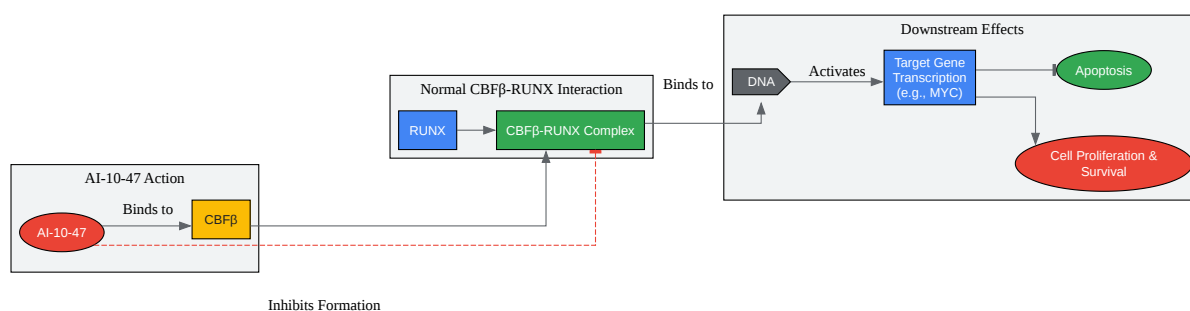 Downstream Effects
DNA
Activates
Target Gene
Transcription
(e.g., MYC)
Apoptosis
Cell Proliferation &
Survival
Binds to
Normal CBFβ-RUNX Interaction
RUNX
CBFβ-RUNX Complex
AI-10-47 Action
AI-10-47
Binds to
CBFβ
Inhibits Formation